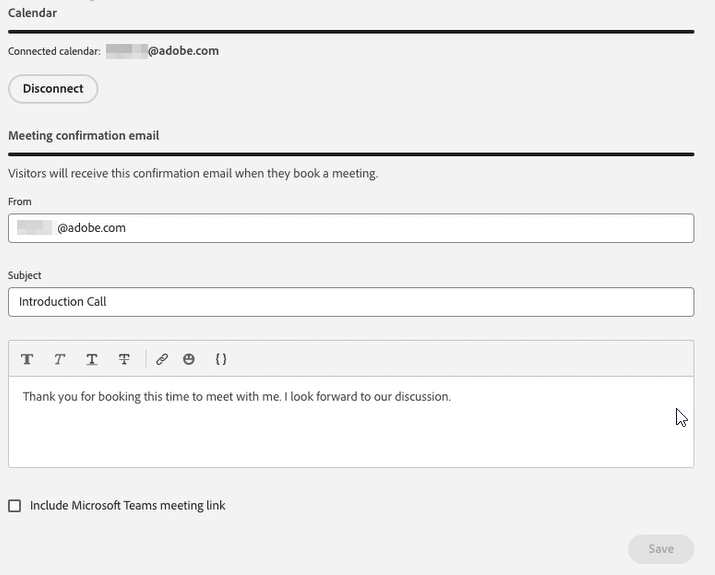 Calendar
Connected calendar: @adobe.com
Disconnect
Meeting confirmation email
Visitors will receive this confirmation email when they book a meeting.
From
@adobe.com
Subject
Introduction Call
T T T T {}
Thank you for booking this time to meet with me. I look forward to our discussion.
Include Microsoft Teams meeting link
Save